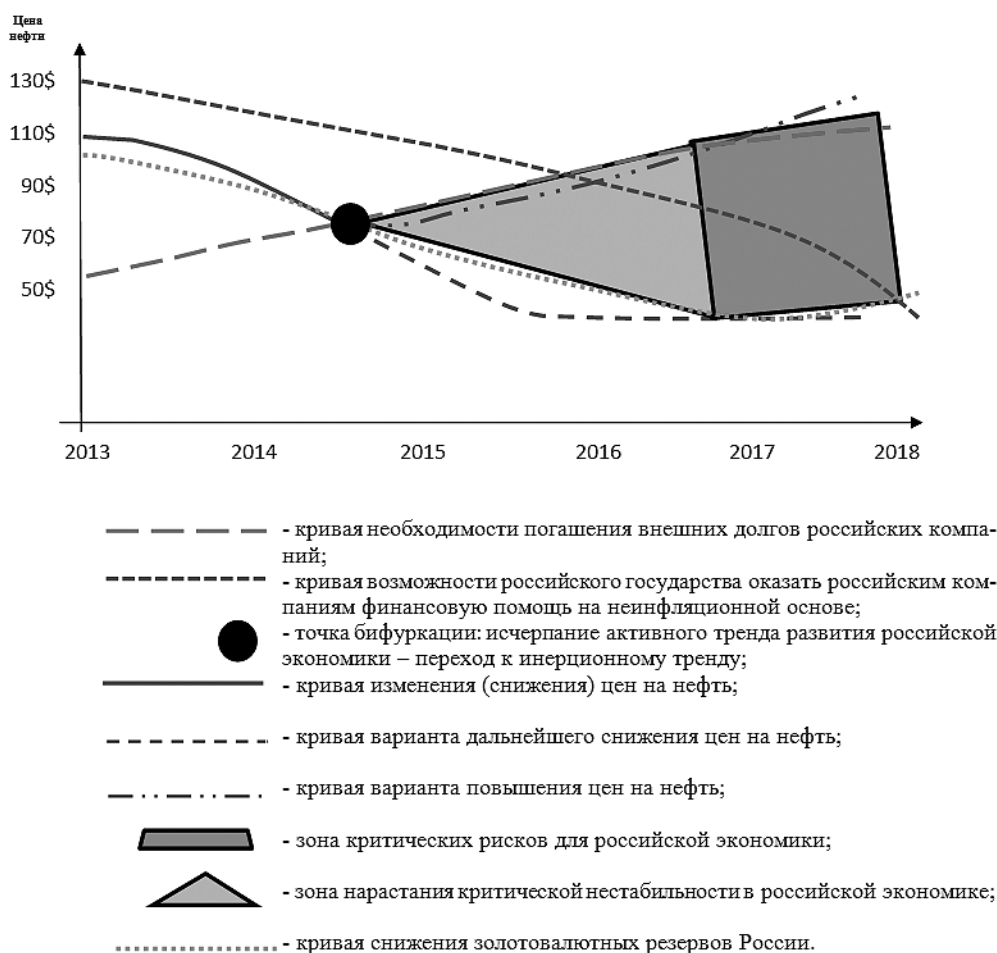 Цена
нефти
130$
110$
90$
70$
50$
2013 2014 2015 2016 2017 2018
- кривая необходимости погашения внешних долгов российских компа-
ний;
- кривая возможности российского государства оказать российским ком-
паниям финансовую помощь на неинфляционной основе;
- точка бифуркации: исчерпание активного тренда развития российской
экономики – переход к инерционному тренду;
- кривая изменения (снижения) цен на нефть;
- кривая варианта дальнейшего снижения цен на нефть;
- кривая варианта повышения цен на нефть;
- зона критических рисков для российской экономики;
- зона нарастания критической нестабильности в российской экономике;
- кривая снижения золотовалютных резервов России.